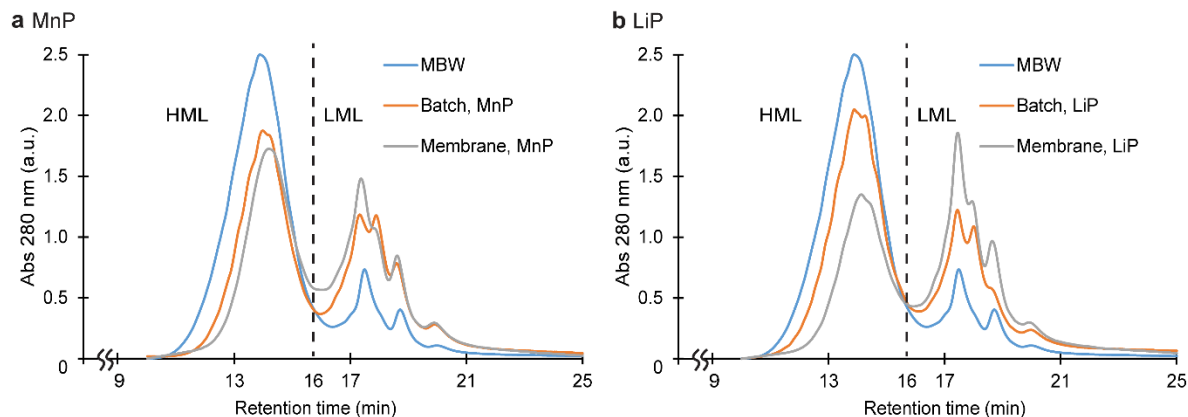 a MnP
2.5
2.0
1.5
1.0
0.5
0
Abs 280 nm (a.u.)
HML
LML
MBW
Batch, MnP
Membrane, MnP
9
13
16
17
21
25
Retention time (min)
b LiP
2.5
2.0
1.5
1.0
0.5
0
Abs 280 nm (a.u.)
HML
LML
MBW
Batch, LiP
Membrane, LiP
9
13
16
17
21
25
Retention time (min)